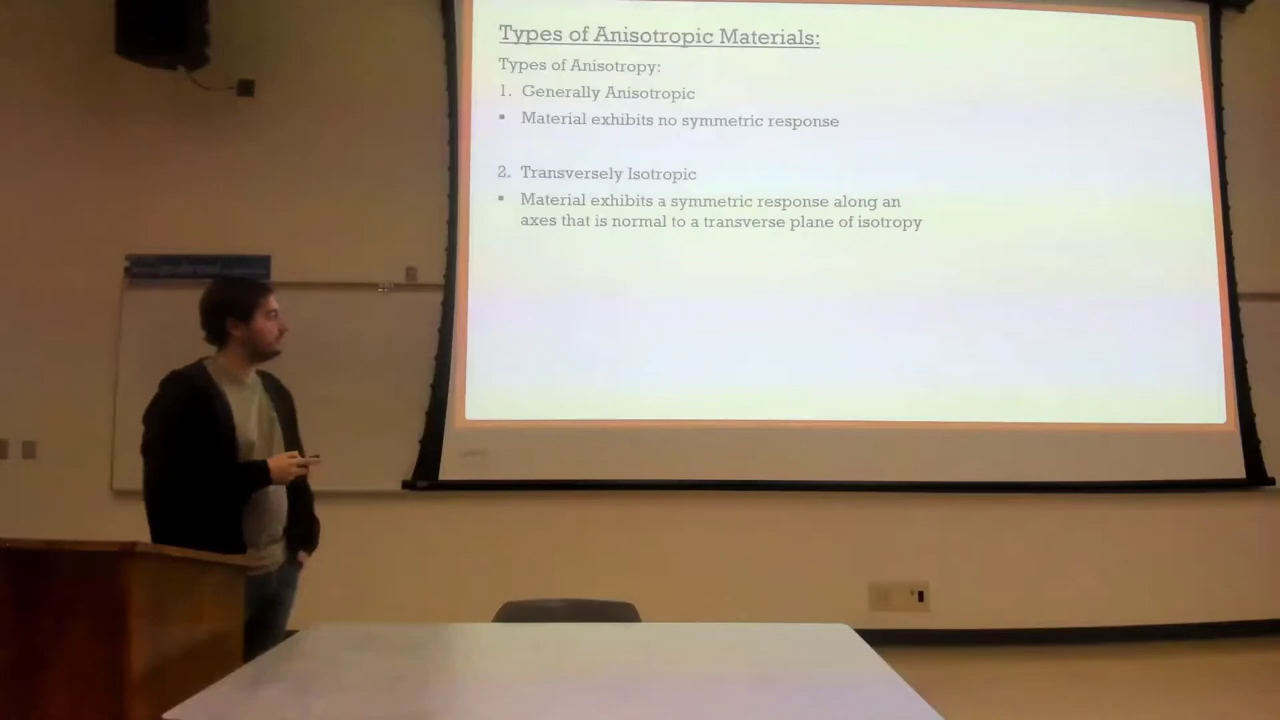 Types of Anisotropic Materials:
Types of Anisotropy:
1. Generally Anisotropic
▪ Material exhibits no symmetric response
2. Transversely Isotropic
▪ Material exhibits a symmetric response along an
axes that is normal to a transverse plane of isotropy